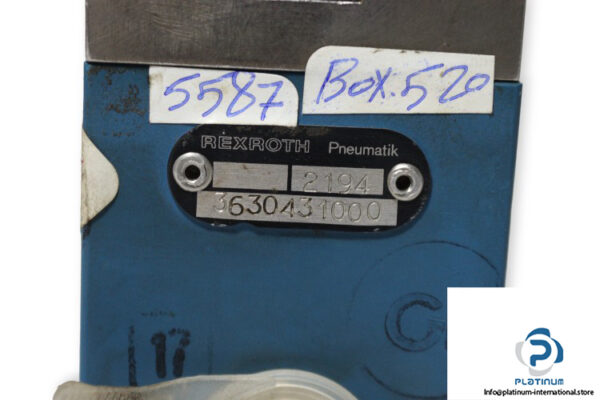 5587
Box.520
REXROTH Pneumatik
2194
3630431000
17
PLATINUM
Info@platinum-international.store